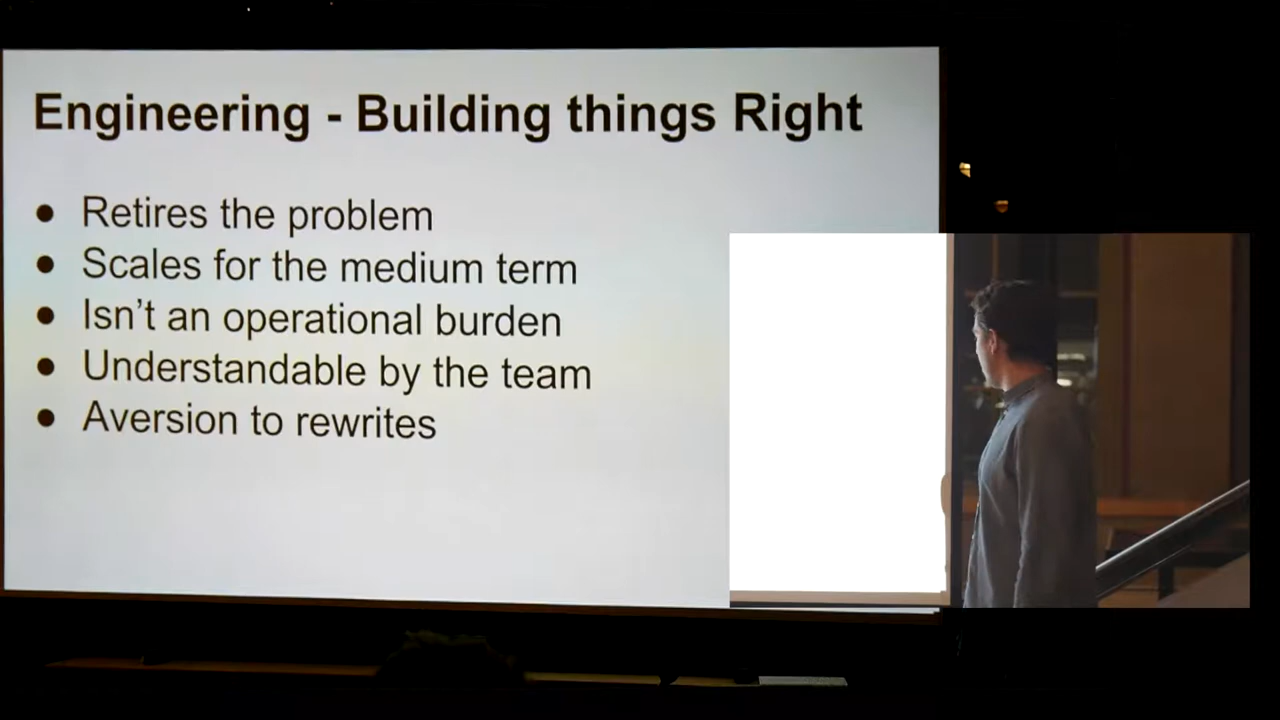 Engineering - Building things Right
● Retires the problem
● Scales for the medium term
● Isn’t an operational burden
● Understandable by the team
● Aversion to rewrites